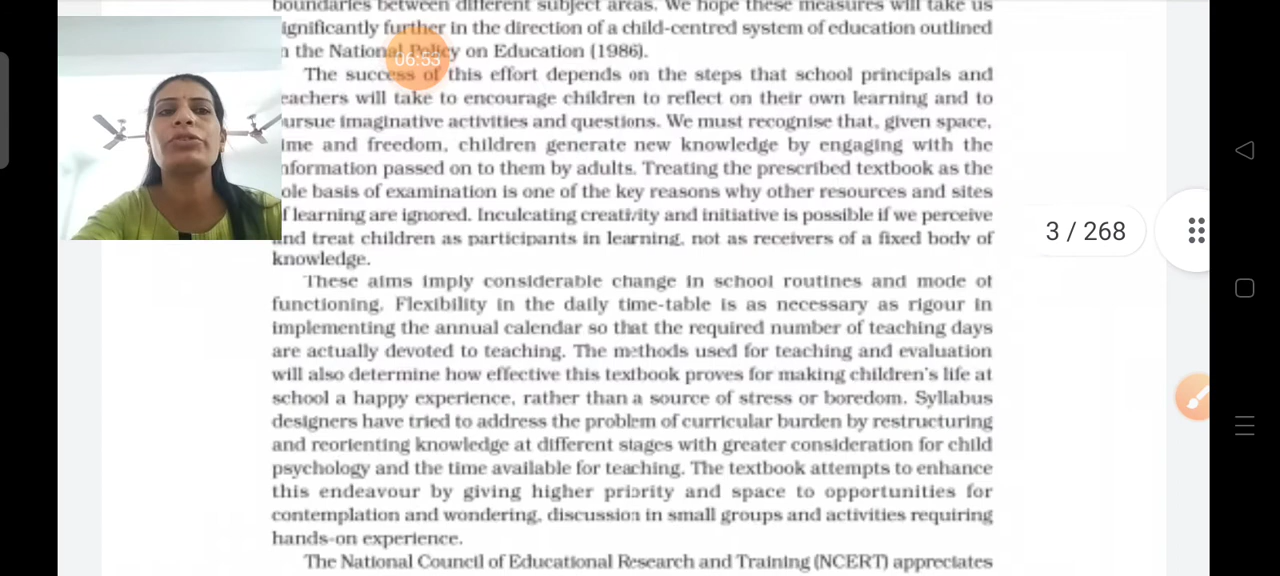 boundaries between different subject areas. We hope these measures will take us
ignificantly further in the direction of a child-centred system of education outlined
n the National Policy on Education (1986).
06:53
The success of this effort depends on the steps that school principals and
eachers will take to encourage children to reflect on their own learning and to
ursue imaginative activities and questions. We must recognise that, given space,
ime and freedom, children generate new knowledge by engaging with the
nformation passed on to them by adults. Treating the prescribed textbook as the
ole basis of examination is one of the key reasons why other resources and sites
f learning are ignored. Inculcating creativity and initiative is possible if we perceive
and treat children as participants in learning, not as receivers of a fixed body of
knowledge.
3 / 268
These aims imply considerable change in school routines and mode of
functioning. Flexibility in the daily time-table is as necessary as rigour in
implementing the annual calendar so that the required number of teaching days
are actually devoted to teaching. The methods used for teaching and evaluation
will also determine how effective this textbook proves for making children's life at
school a happy experience, rather than a source of stress or boredom. Syllabus
designers have tried to address the problem of curricular burden by restructuring
and reorienting knowledge at different stages with greater consideration for child
psychology and the time available for teaching. The textbook attempts to enhance
this endeavour by giving higher priority and space to opportunities for
contemplation and wondering, discussion in small groups and activities requiring
hands-on experience.
The National Council of Educational Research and Training (NCERT) appreciates